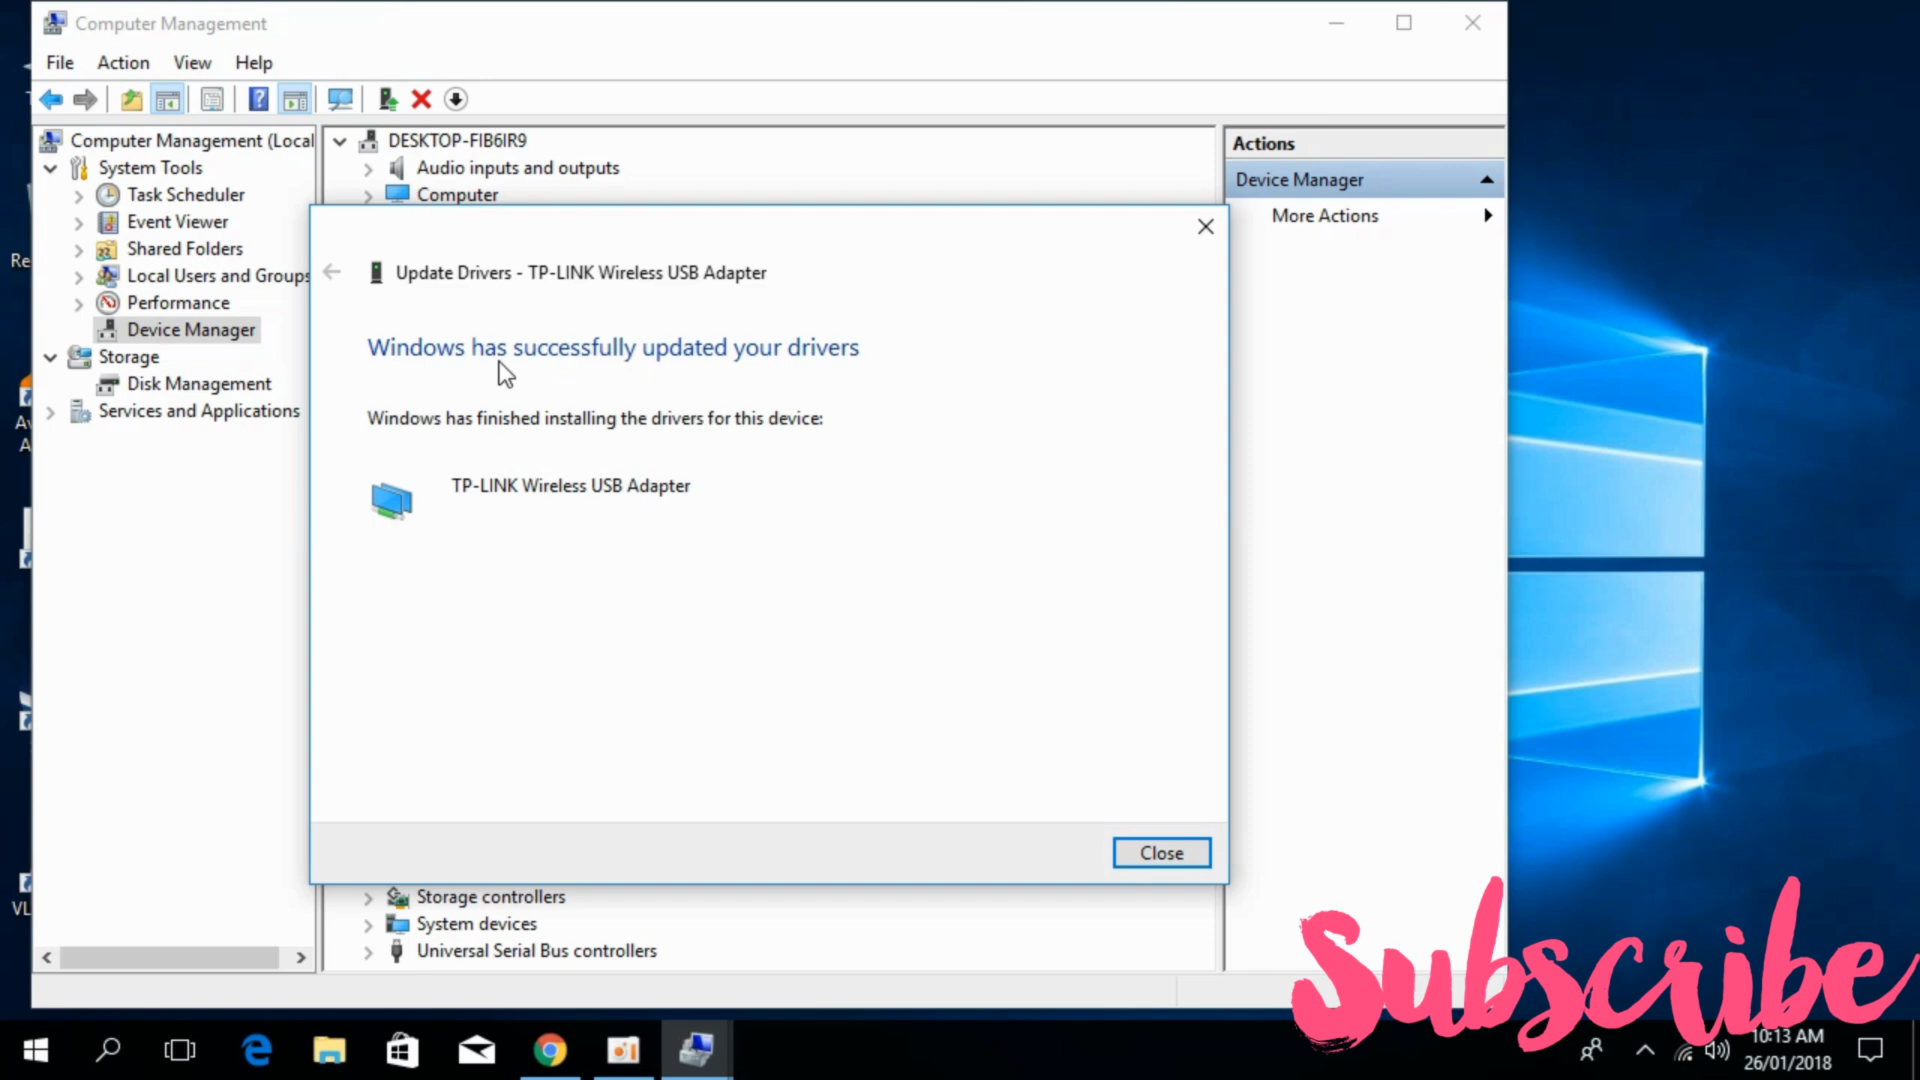 Computer Management
File Action View Help
Computer Management (Local
System Tools
Task Scheduler
Event Viewer
Shared Folders
Local Users and Groups
Performance
Device Manager
Storage
Disk Management
Services and Applications
DESKTOP-FIB6IR9
Audio inputs and outputs
Computer
Update Drivers - TP-LINK Wireless USB Adapter
Windows has successfully updated your drivers
Windows has finished installing the drivers for this device:
TP-LINK Wireless USB Adapter
Close
Storage controllers
System devices
Universal Serial Bus controllers
Actions
Device Manager
More Actions
Re
A
VL
Subscribe
10:13 AM
26/01/2018